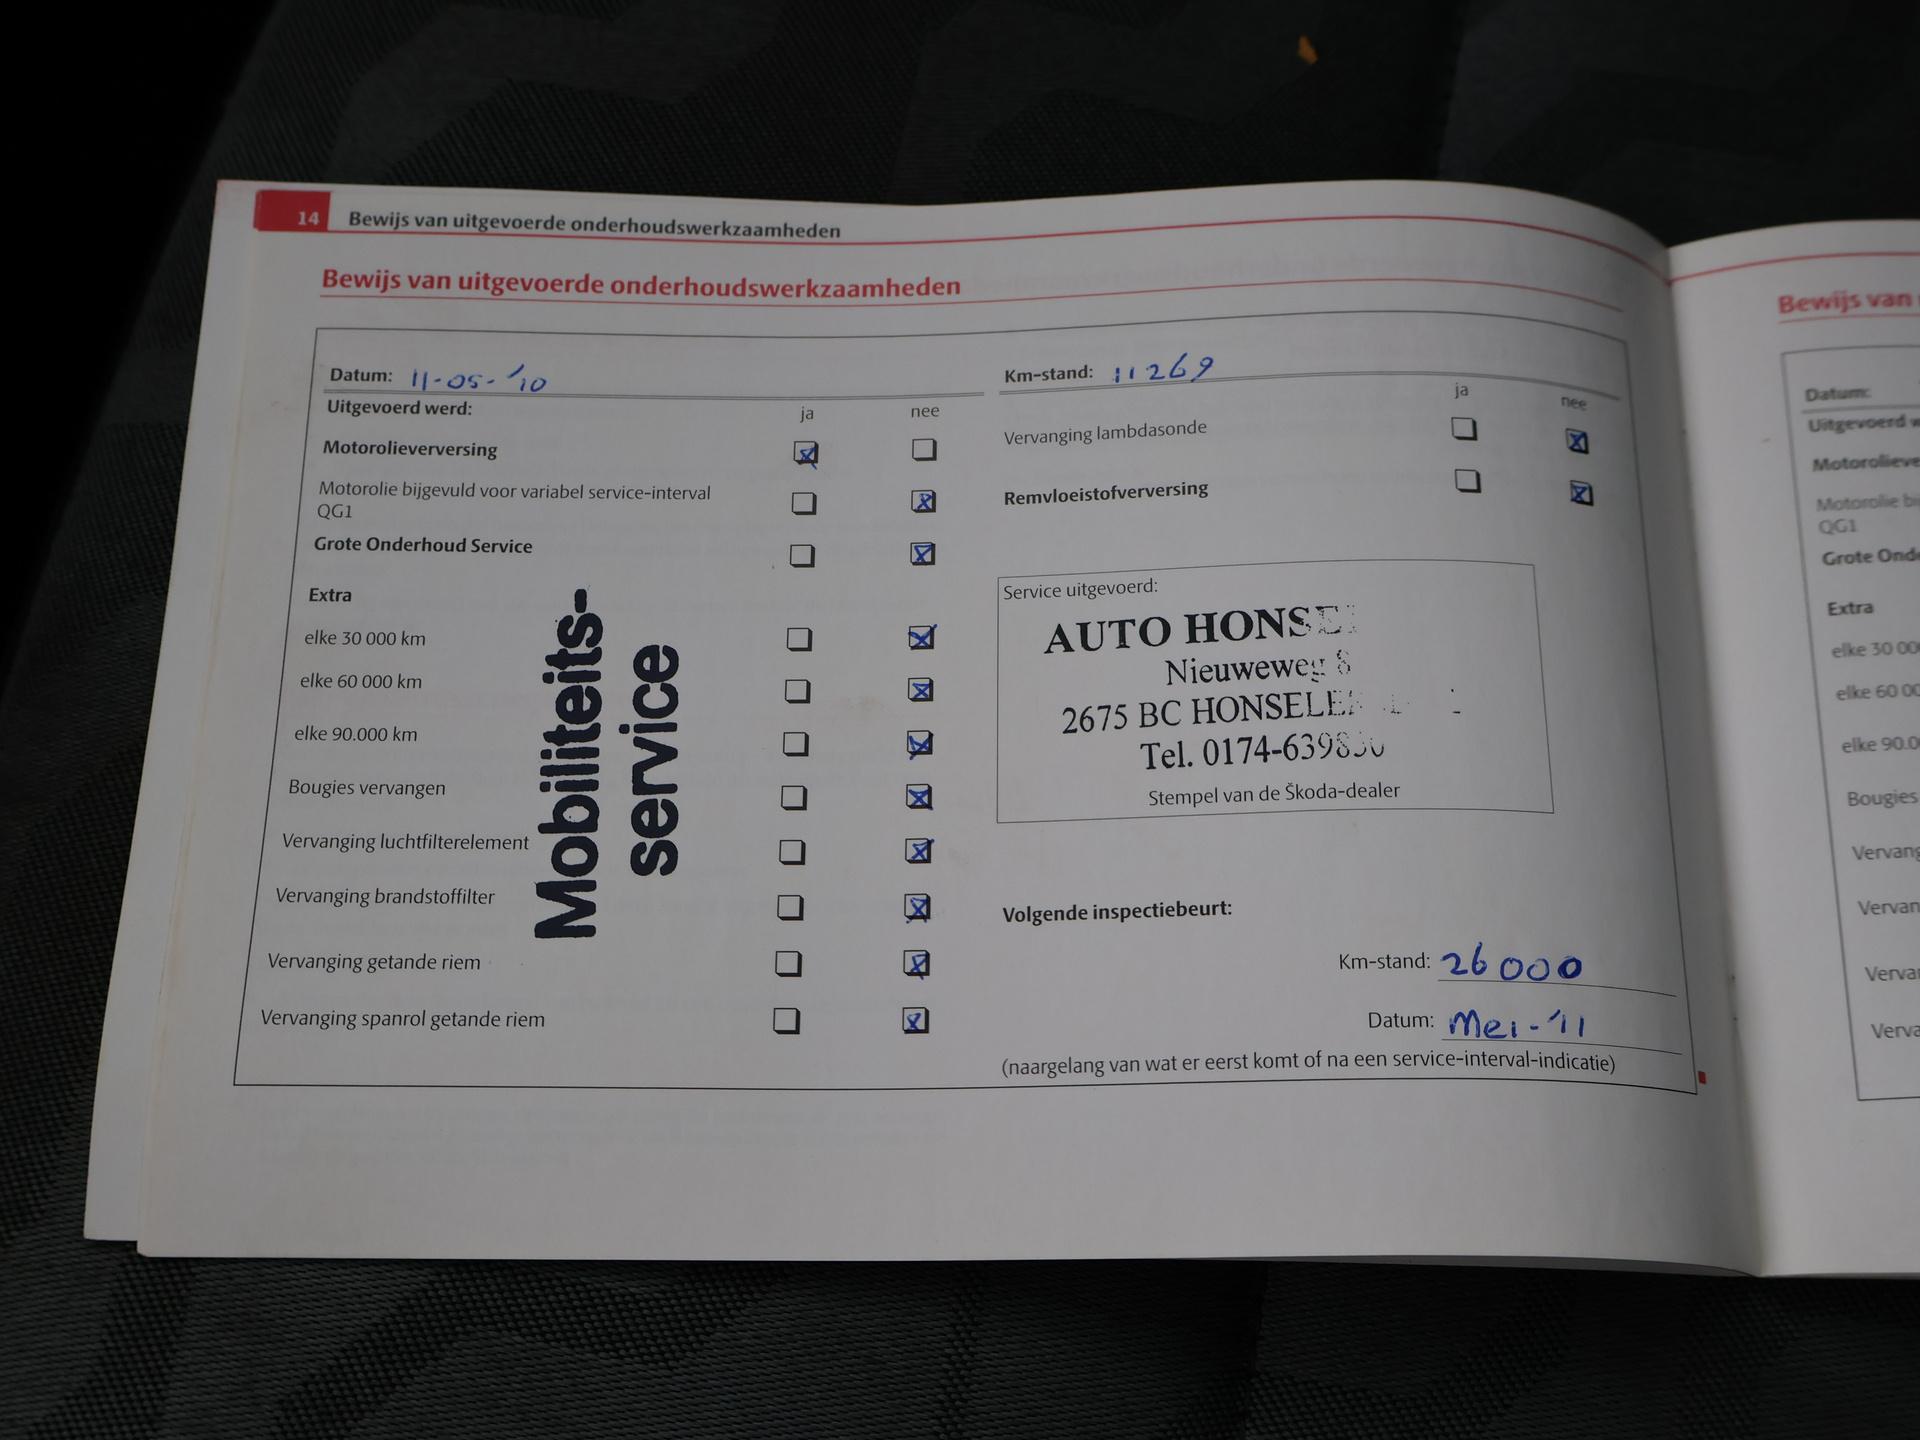 14 Bewijs van uitgevoerde onderhoudswerkzaamheden
Bewijs van uitgevoerde onderhoudswerkzaamheden
Datum: 11-05-'10
Uitgevoerd werd: ja nee
Motorolieverversing
Motorolie bijgevuld voor variabel service-interval
QG1
Grote Onderhoud Service
Extra
elke 30 000 km
elke 60 000 km
elke 90.000 km
Bougies vervangen
Vervanging luchtfilterelement
Vervanging brandstoffilter
Vervanging getande riem
Vervanging spanrol getande riem
Mobiliteits-
service
Km-stand: 11269
ja nee
Vervanging lambdasonde
Remvloeistofverversing
Service uitgevoerd:
AUTO
Nieuweweg 8
2675 BC
Tel.
Stempel van de Škoda-dealer
Volgende inspectiebeurt:
Km-stand: 26000
Datum: Mei-'11
(naargelang van wat er eerst komt of na een service-interval-indicatie)
Bewijs van
Datum:
Uitgevoerd
QG1
Extra
Bougies